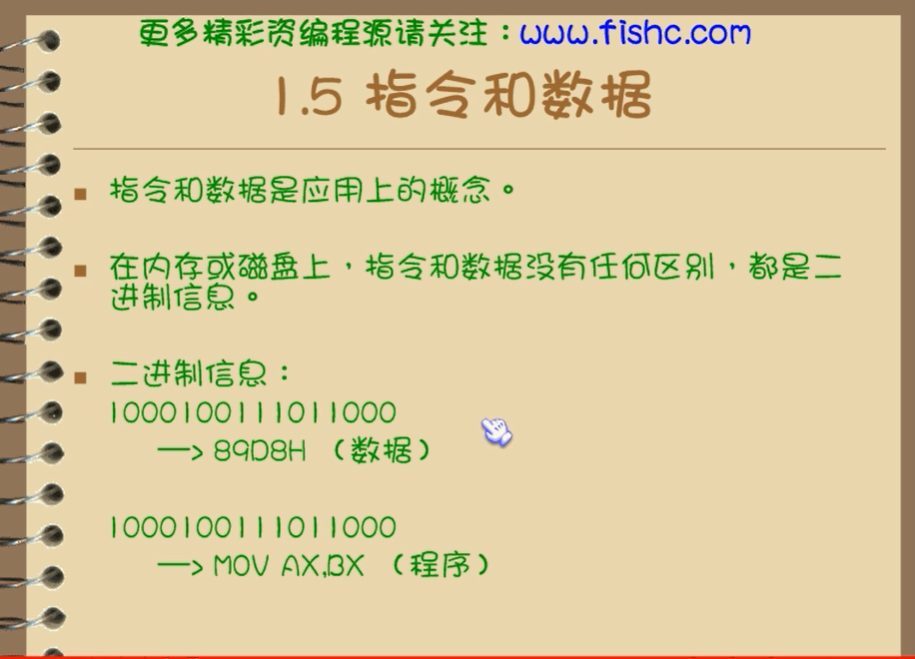 更多精彩资编程源请关注：www.fishc.com
1.5 指令和数据
指令和数据是应用上的概念。
在内存或磁盘上，指令和数据没有任何区别，都是二
进制信息。
二进制信息：
1000100111011000
—> 89D8H （数据）
1000100111011000
—> MOV AX,BX （程序）